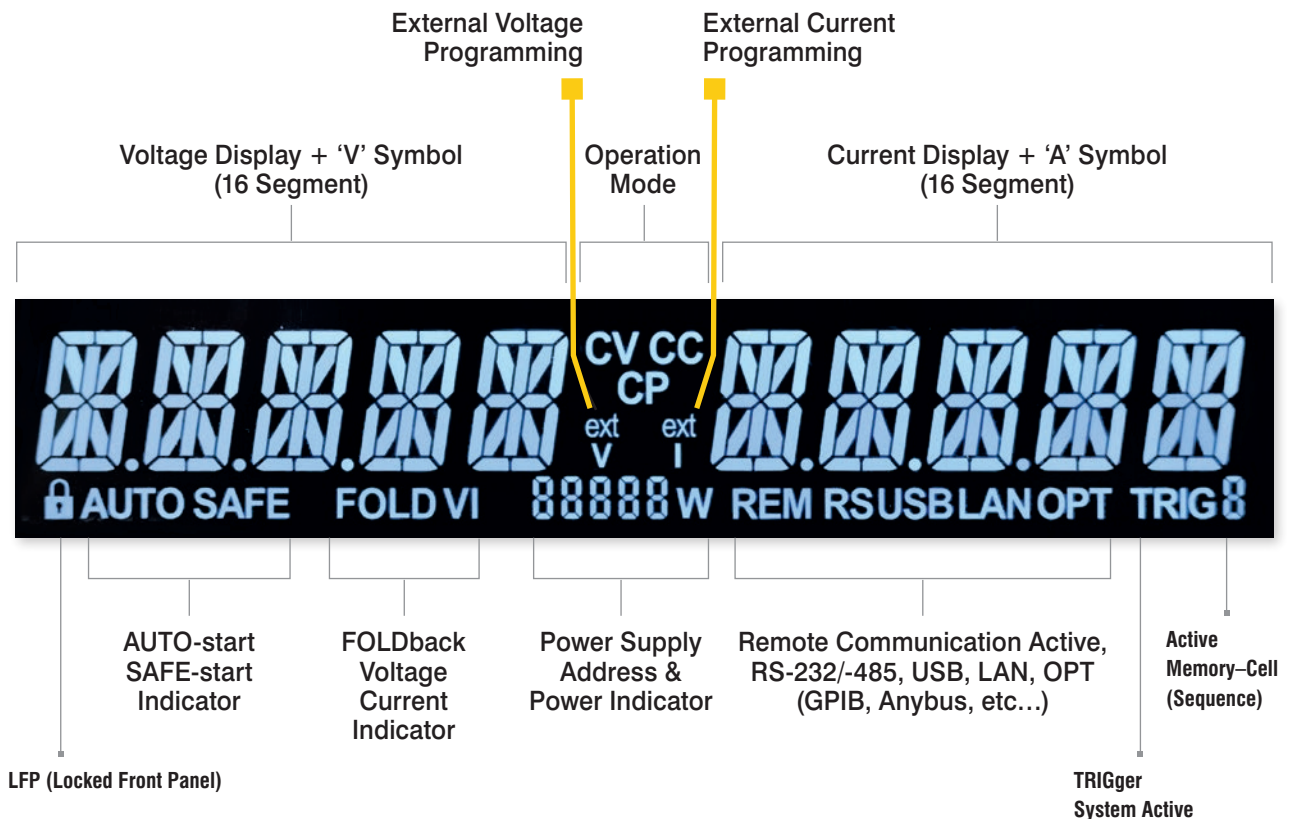 External Voltage
Programming
External Current
Programming
Voltage Display + ‘V’ Symbol
(16 Segment)
Operation
Mode
Current Display + ‘A’ Symbol
(16 Segment)
CV CC
CP
ext
V
ext
I
AUTO SAFE FOLD VI 88888 W REM RS USB LAN OPT TRIG 8
AUTO-start
SAFE-start
Indicator
FOLDback
Voltage
Current
Indicator
Power Supply
Address &
Power Indicator
Remote Communication Active,
RS-232/-485, USB, LAN, OPT
(GPIB, Anybus, etc…)
Active
Memory–Cell
(Sequence)
LFP (Locked Front Panel)
TRIGger
System Active